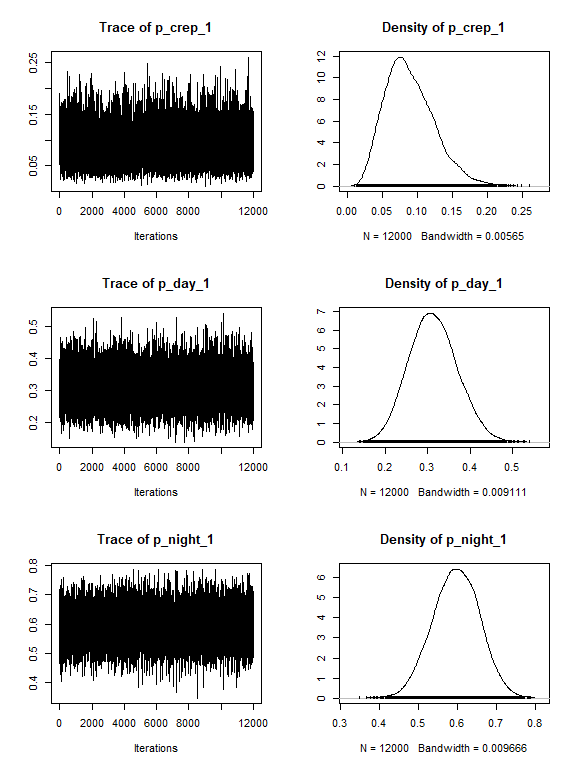 Trace of p_crep_1
0.05 0.15 0.25
0 2000 4000 6000 8000 12000
Iterations
Density of p_crep_1
0 2 4 6 8 10 12
0.00 0.05 0.10 0.15 0.20 0.25
N = 12000 Bandwidth = 0.00565
Trace of p_day_1
0.2 0.3 0.4 0.5
0 2000 4000 6000 8000 12000
Iterations
Density of p_day_1
0 1 2 3 4 5 6 7
0.1 0.2 0.3 0.4 0.5
N = 12000 Bandwidth = 0.009111
Trace of p_night_1
0.4 0.5 0.6 0.7 0.8
0 2000 4000 6000 8000 12000
Iterations
Density of p_night_1
0 1 2 3 4 5 6
0.3 0.4 0.5 0.6 0.7 0.8
N = 12000 Bandwidth = 0.009666